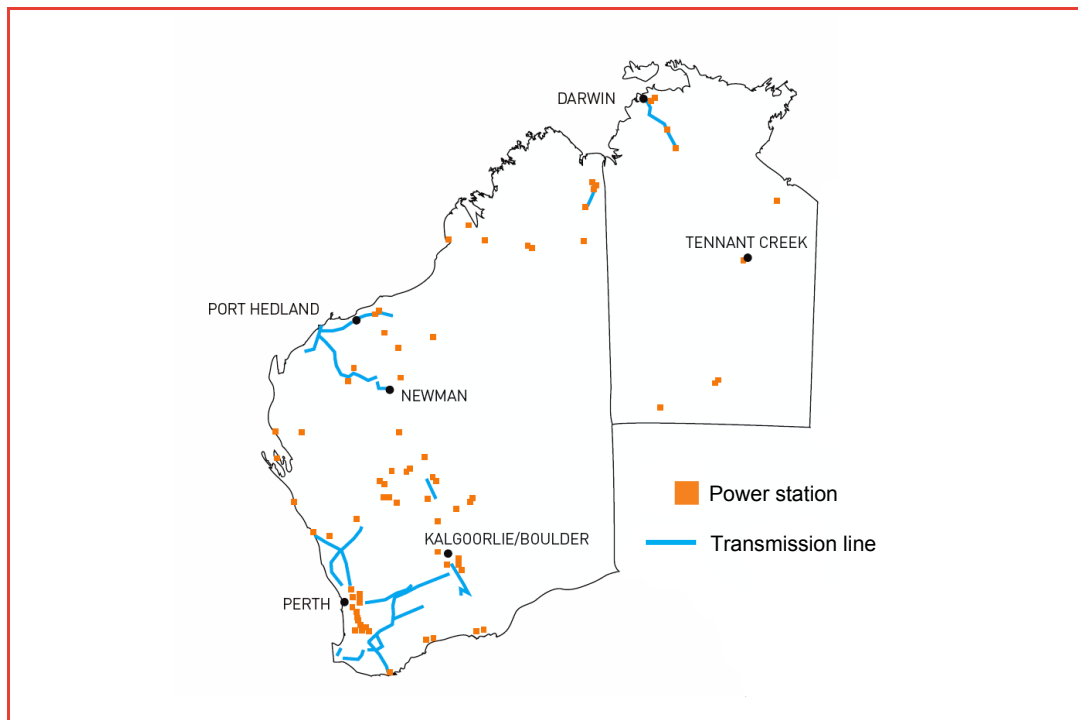 DARWIN
TENNANT CREEK
PORT HEDLAND
NEWMAN
Power station
KALGOORLIE/BOULDER
Transmission line
PERTH